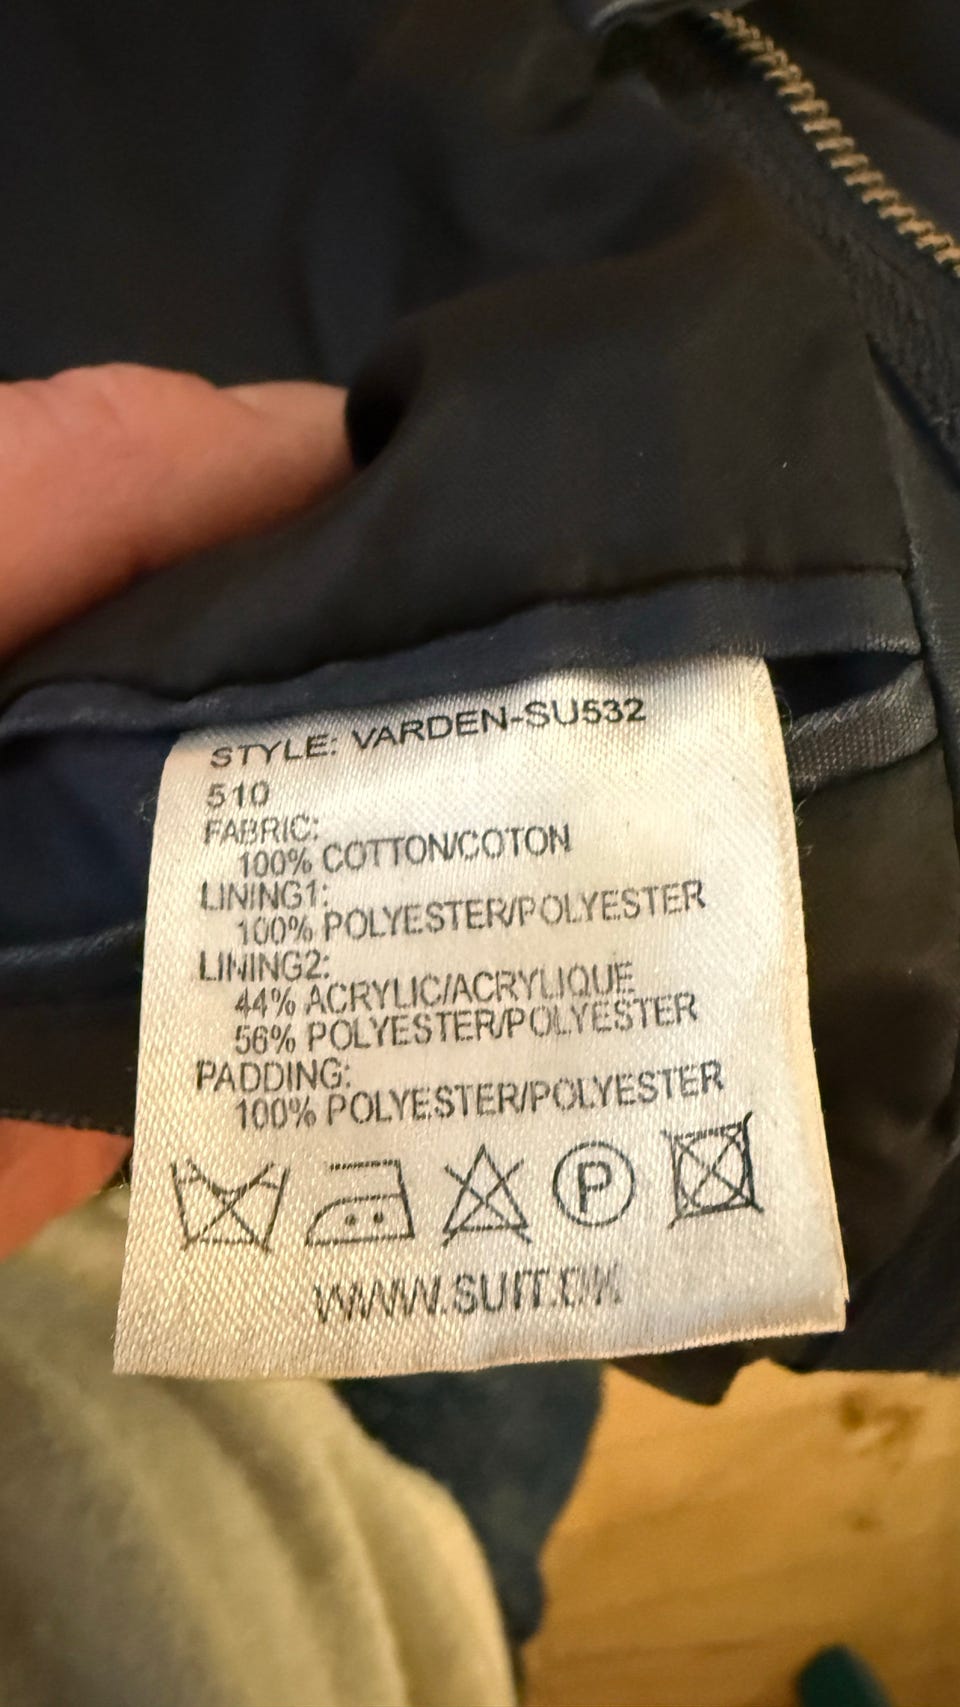 STYLE: VARDEN-SU532
510
FABRIC:
100% COTTON/COTON
LINING1:
100% POLYESTER/POLYESTER
LINING2:
44% ACRYLIC/ACRYLIQUE
56% POLYESTER/POLYESTER
PADDING:
100% POLYESTER/POLYESTER
P
WWW.SUIT.DK